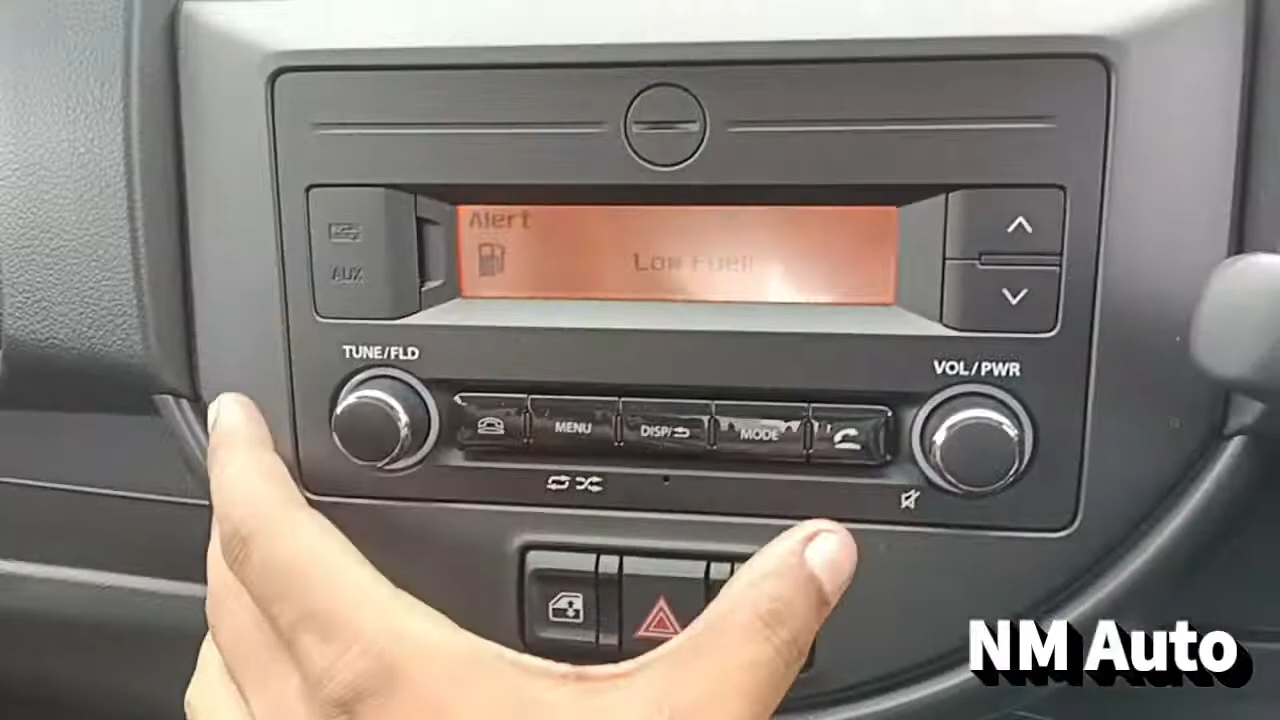 Alert
Low Fuel!
AUX
TUNE/FLD
VOL/PWR
MENU
DISP/
MODE
NM Auto